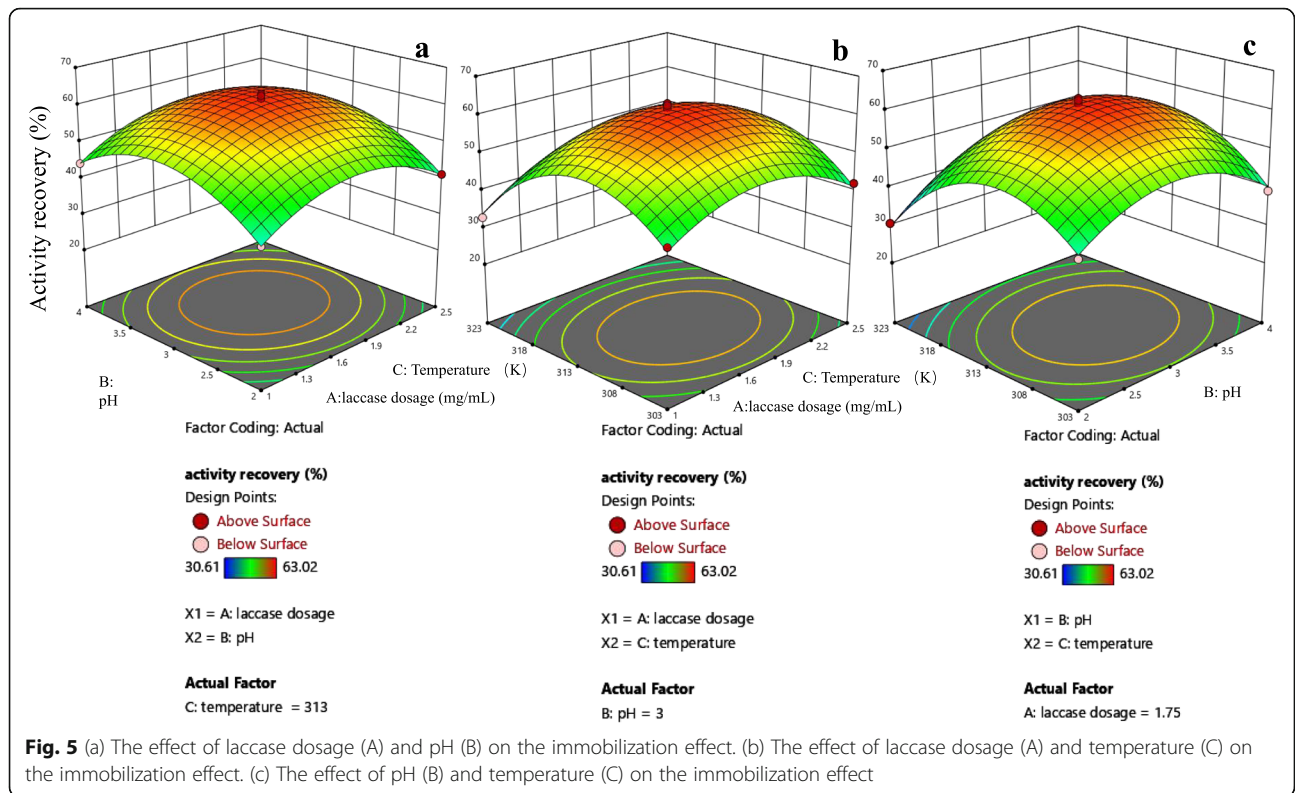 a
b
c
Activity recovery (%)
70
60
50
40
30
20
4
3.5
3
2.5
2
1
1.3
1.6
1.9
2.2
2.5
B:
pH
A:laccase dosage (mg/mL)
70
60
50
40
30
20
323
318
313
308
303
1
1.3
1.6
1.9
2.2
2.5
C: Temperature (K)
A:laccase dosage (mg/mL)
70
60
50
40
30
20
323
318
313
308
303
2
2.5
3
3.5
4
C: Temperature (K)
B: pH
Factor Coding: Actual
activity recovery (%)
Design Points:
Above Surface
Below Surface
30.61 63.02
X1 = A: laccase dosage
X2 = B: pH
Actual Factor
C: temperature = 313
Factor Coding: Actual
activity recovery (%)
Design Points:
Above Surface
Below Surface
30.61 63.02
X1 = A: laccase dosage
X2 = C: temperature
Actual Factor
B: pH = 3
Factor Coding: Actual
activity recovery (%)
Design Points:
Above Surface
Below Surface
30.61 63.02
X1 = B: pH
X2 = C: temperature
Actual Factor
A: laccase dosage = 1.75
Fig. 5 (a) The effect of laccase dosage (A) and pH (B) on the immobilization effect. (b) The effect of laccase dosage (A) and temperature (C) on
the immobilization effect. (c) The effect of pH (B) and temperature (C) on the immobilization effect